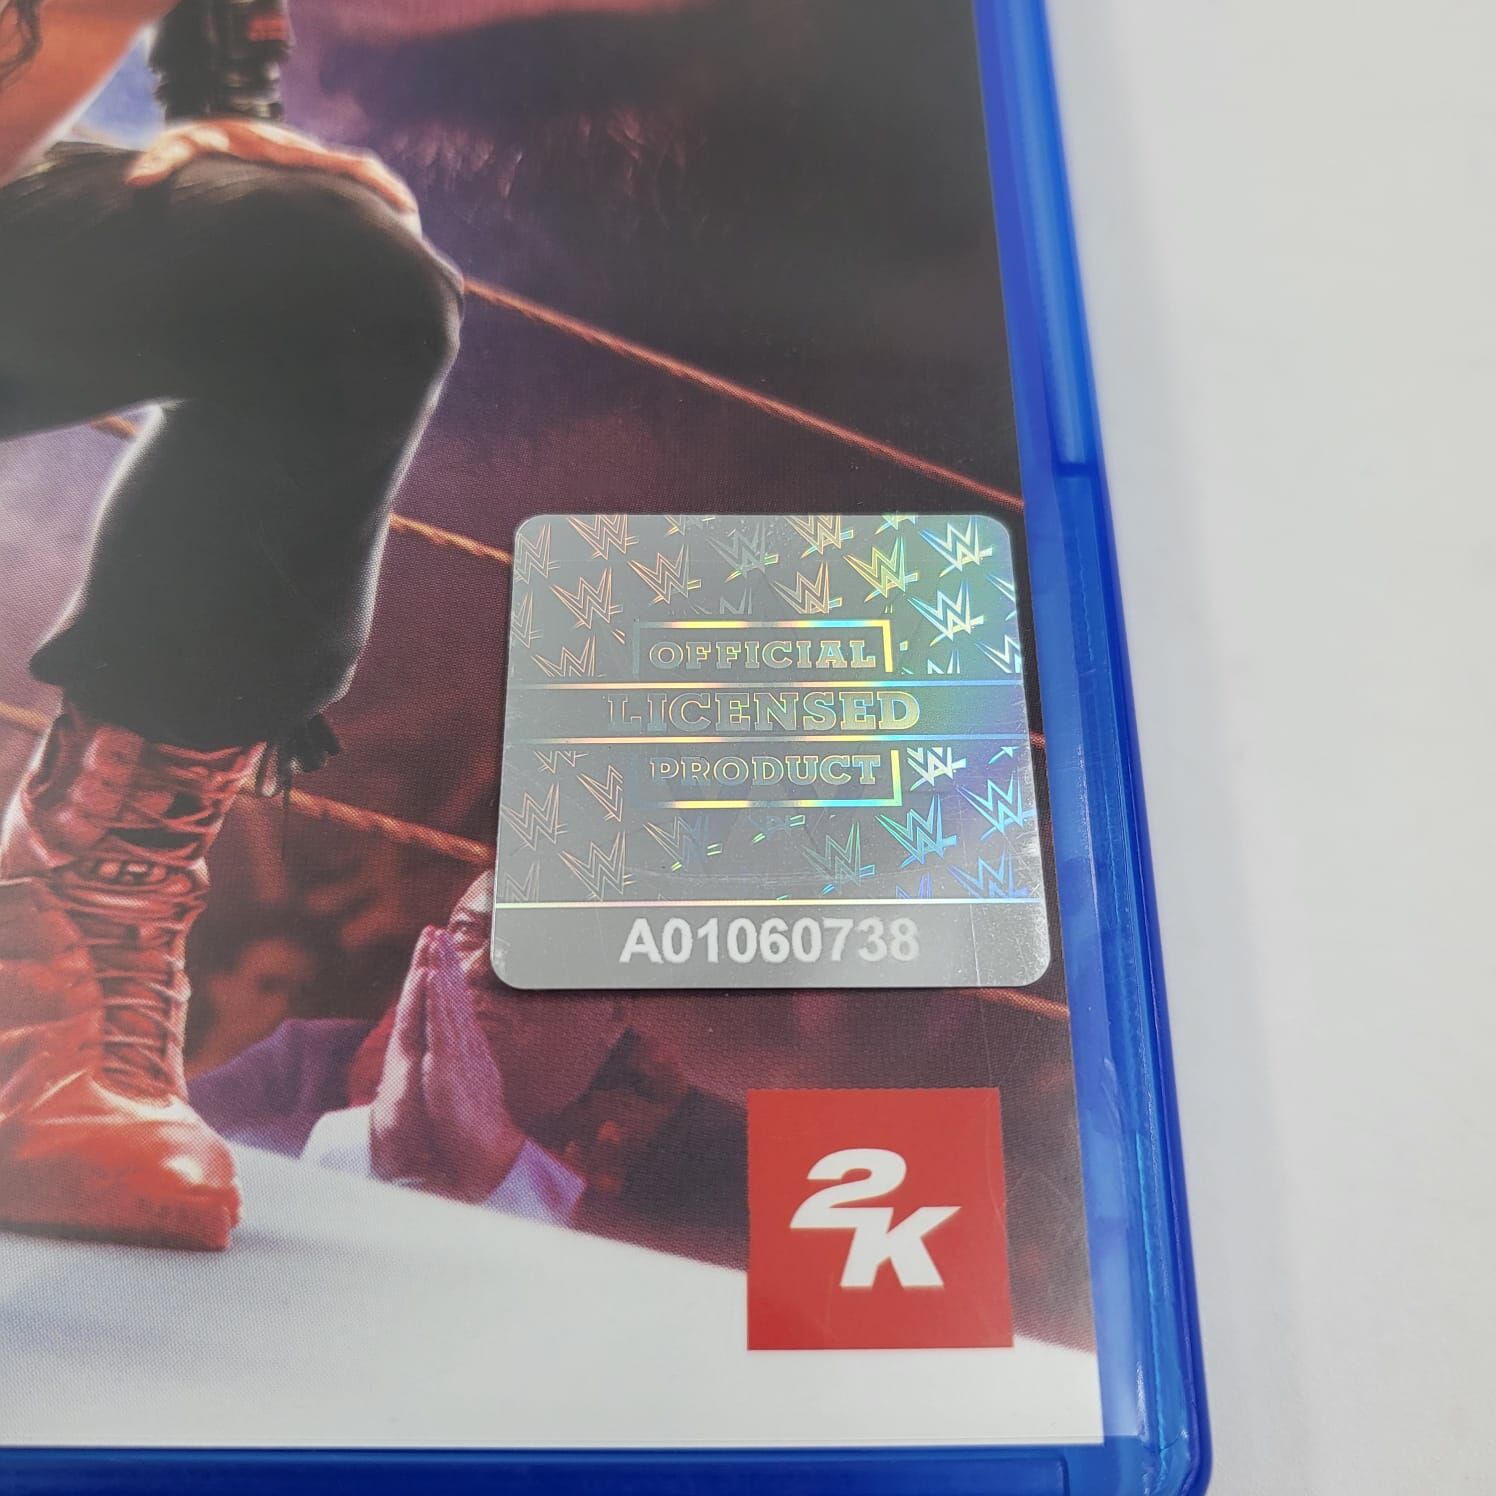 OFFICIAL
LICENSED
PRODUCT
A01060738
2K